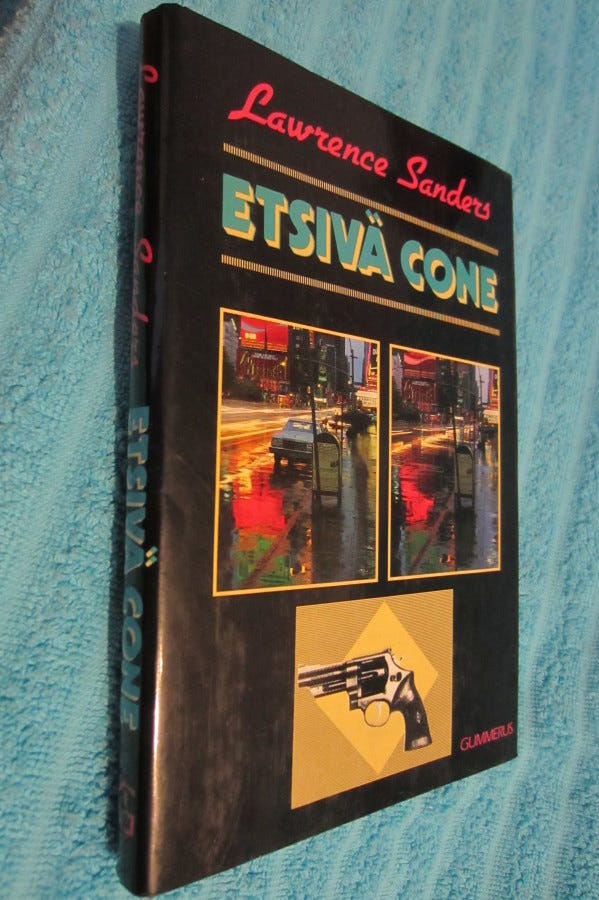 Lawrence Sanders
ETSIVÄ CONE
GUMMERUS
Lawrence Sanders
ETSIVÄ CONE